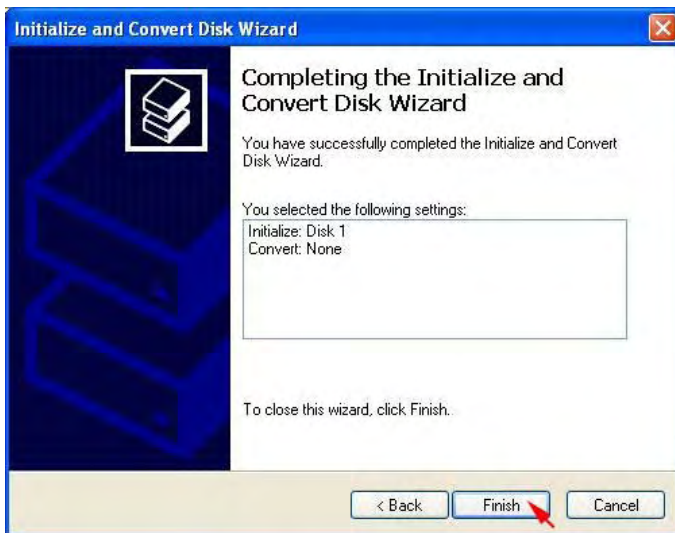 Initialize and Convert Disk Wizard
Completing the Initialize and
Convert Disk Wizard
You have successfully completed the Initialize and Convert
Disk Wizard.
You selected the following settings:
Initialize: Disk 1
Convert: None
To close this wizard, click Finish.
< Back
Finish
Cancel